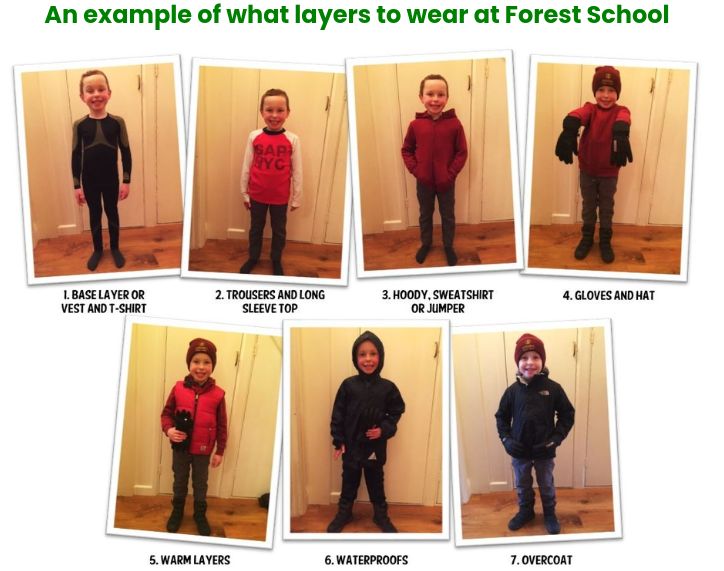 An example of what layers to wear at Forest School
GAP
NYC
1. BASE LAYER OR
VEST AND T-SHIRT
2. TROUSERS AND LONG
SLEEVE TOP
3. HOODY, SWEATSHIRT
OR JUMPER
4. GLOVES AND HAT
5. WARM LAYERS
6. WATERPROOFS
7. OVERCOAT